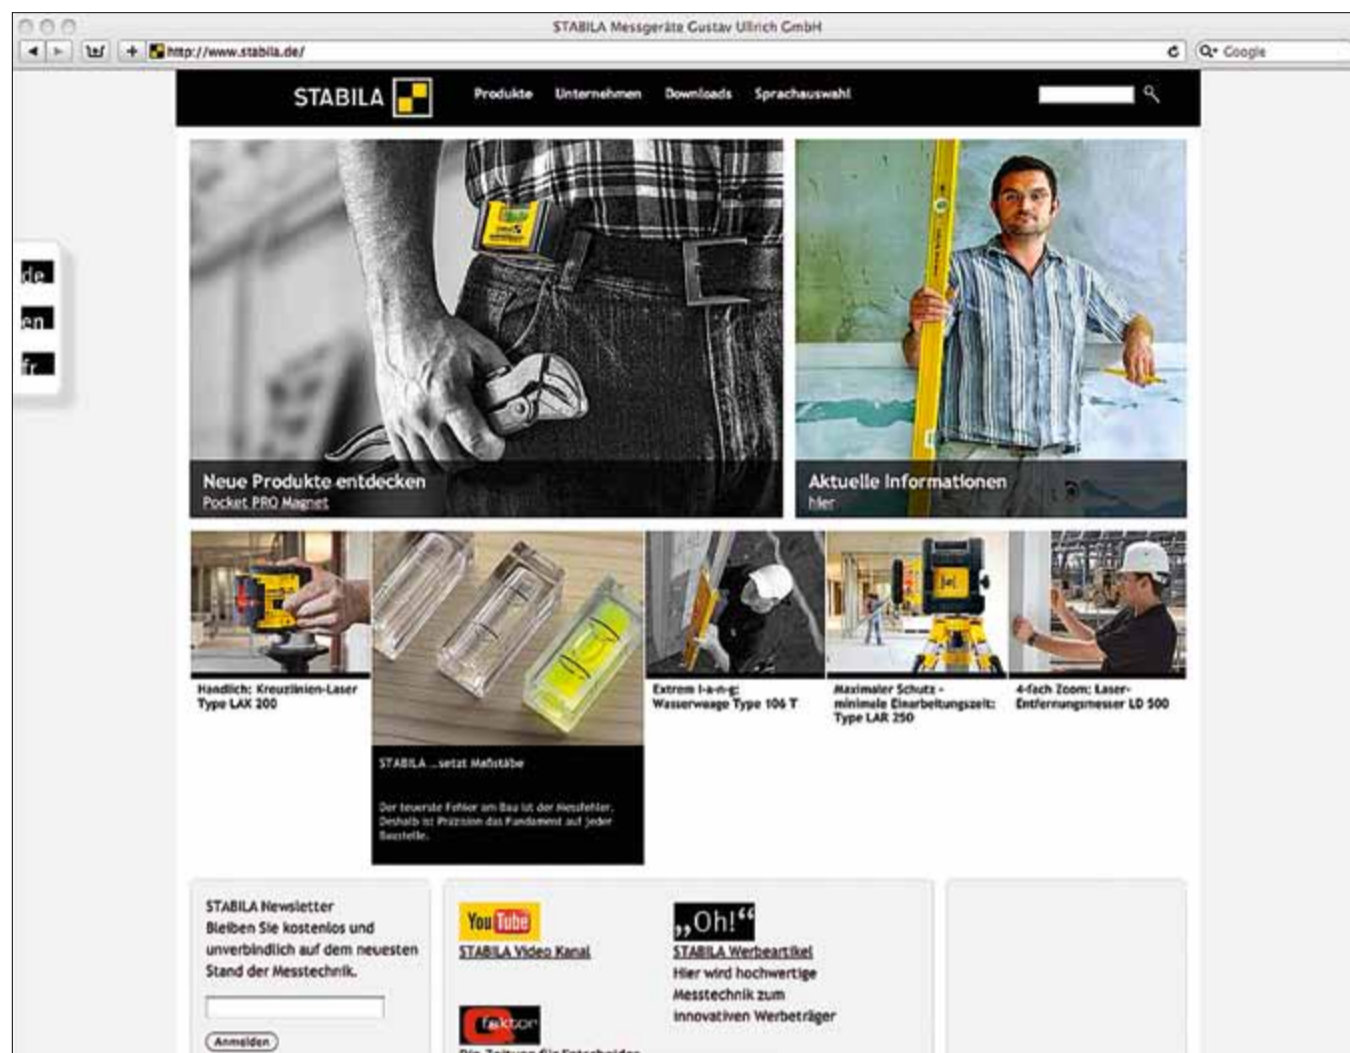 STABILA Messgeräte Gustav Ullrich GmbH
http://www.stabila.de/
Google
STABILA
Produkte Unternehmen Downloads Sprachauswahl
de
en
fr
Neue Produkte entdecken
Pocket PRO Magnet
Aktuelle Informationen
hier
Handlich: Kreuzlinien-Laser
Type LAX 200
STABILA ...setzt Maßstäbe
Der teuerste Fehler am Bau ist der Messfehler.
Deshalb ist Präzision das Fundament auf jeder
Baustelle.
Extrem l-a-n-g:
Wasserwaage Type 106 T
Maximaler Schutz -
minimale Einarbeitungszeit:
Type LAR 250
4-fach Zoom: Laser-
Entfernungsmesser LD 500
STABILA Newsletter
Bleiben Sie kostenlos und
unverbindlich auf dem neuesten
Stand der Messtechnik.
Anmelden
YouTube
STABILA Video Kanal
Q faktor
Die Zeitung für Entscheider
„Oh!“
STABILA Werbeartikel
Hier wird hochwertige
Messtechnik zum
innovativen Werbeträger